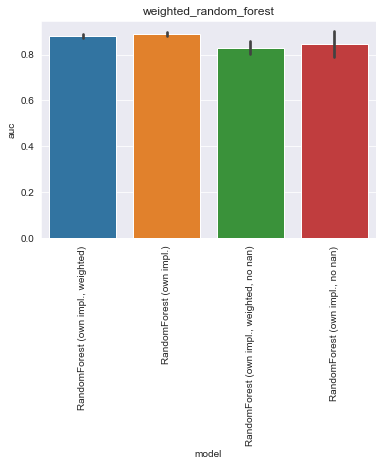 weighted_random_forest
auc
0.8
0.6
0.4
0.2
0.0
RandomForest (own impl., weighted)
RandomForest (own impl.)
RandomForest (own impl., weighted, no nan)
RandomForest (own impl., no nan)
model